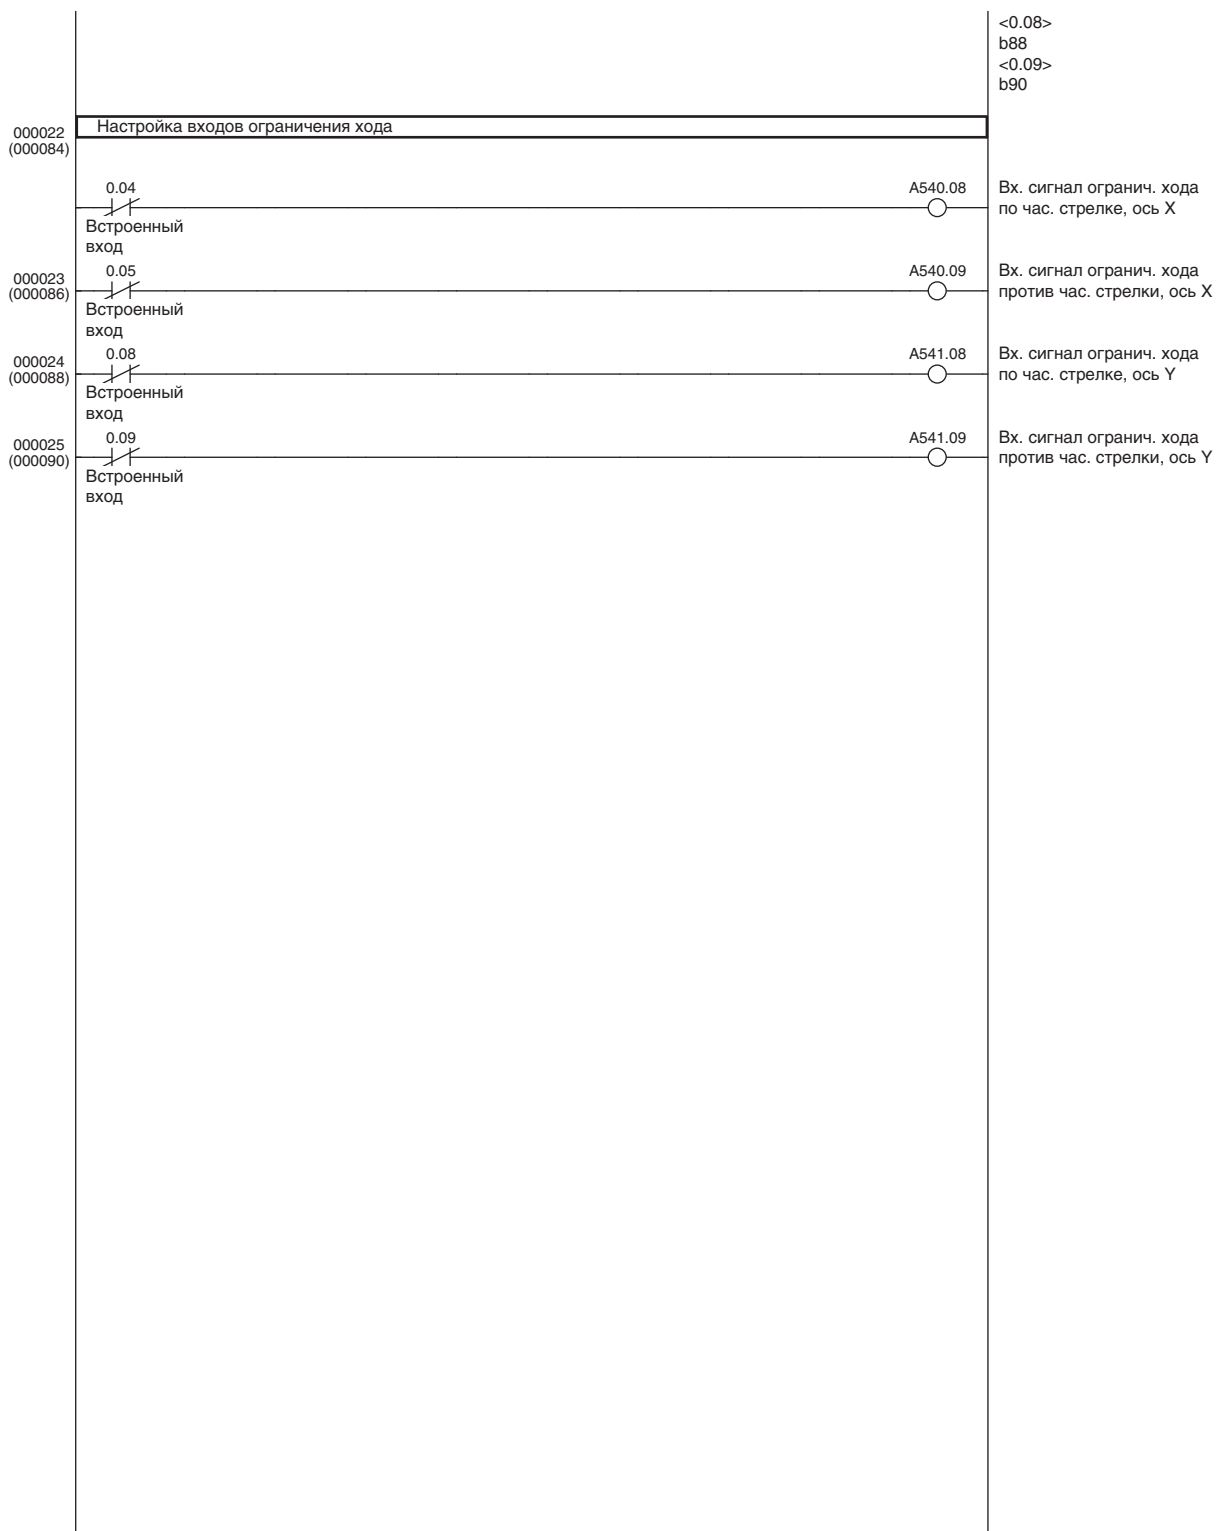 <0.08>
b88
<0.09>
b90
000022
(000084)
Настройка входов ограничения хода
0.04
A540.08
Вх. сигнал огранич. хода
по час. стрелке, ось X
Встроенный
вход
000023
(000086)
0.05
A540.09
Вх. сигнал огранич. хода
против час. стрелки, ось X
Встроенный
вход
000024
(000088)
0.08
A541.08
Вх. сигнал огранич. хода
по час. стрелке, ось Y
Встроенный
вход
000025
(000090)
0.09
A541.09
Вх. сигнал огранич. хода
против час. стрелки, ось Y
Встроенный
вход